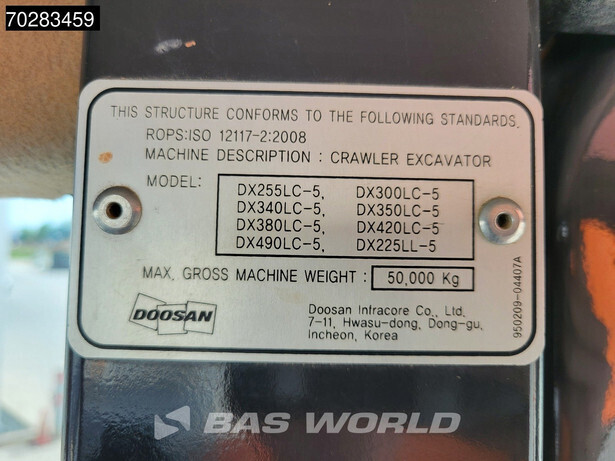 70283459
THIS STRUCTURE CONFORMS TO THE FOLLOWING STANDARDS.
ROPS:ISO 12117-2:2008
MACHINE DESCRIPTION : CRAWLER EXCAVATOR
MODEL: DX255LC-5, DX300LC-5
DX340LC-5, DX350LC-5
DX380LC-5, DX420LC-5
DX490LC-5, DX225LL-5
MAX. GROSS MACHINE WEIGHT : 50,000 Kg
DOOSAN
Doosan Infracore Co., Ltd.
7-11, Hwasu-dong, Dong-gu,
Incheon, Korea
950209-04407A
BAS WORLD